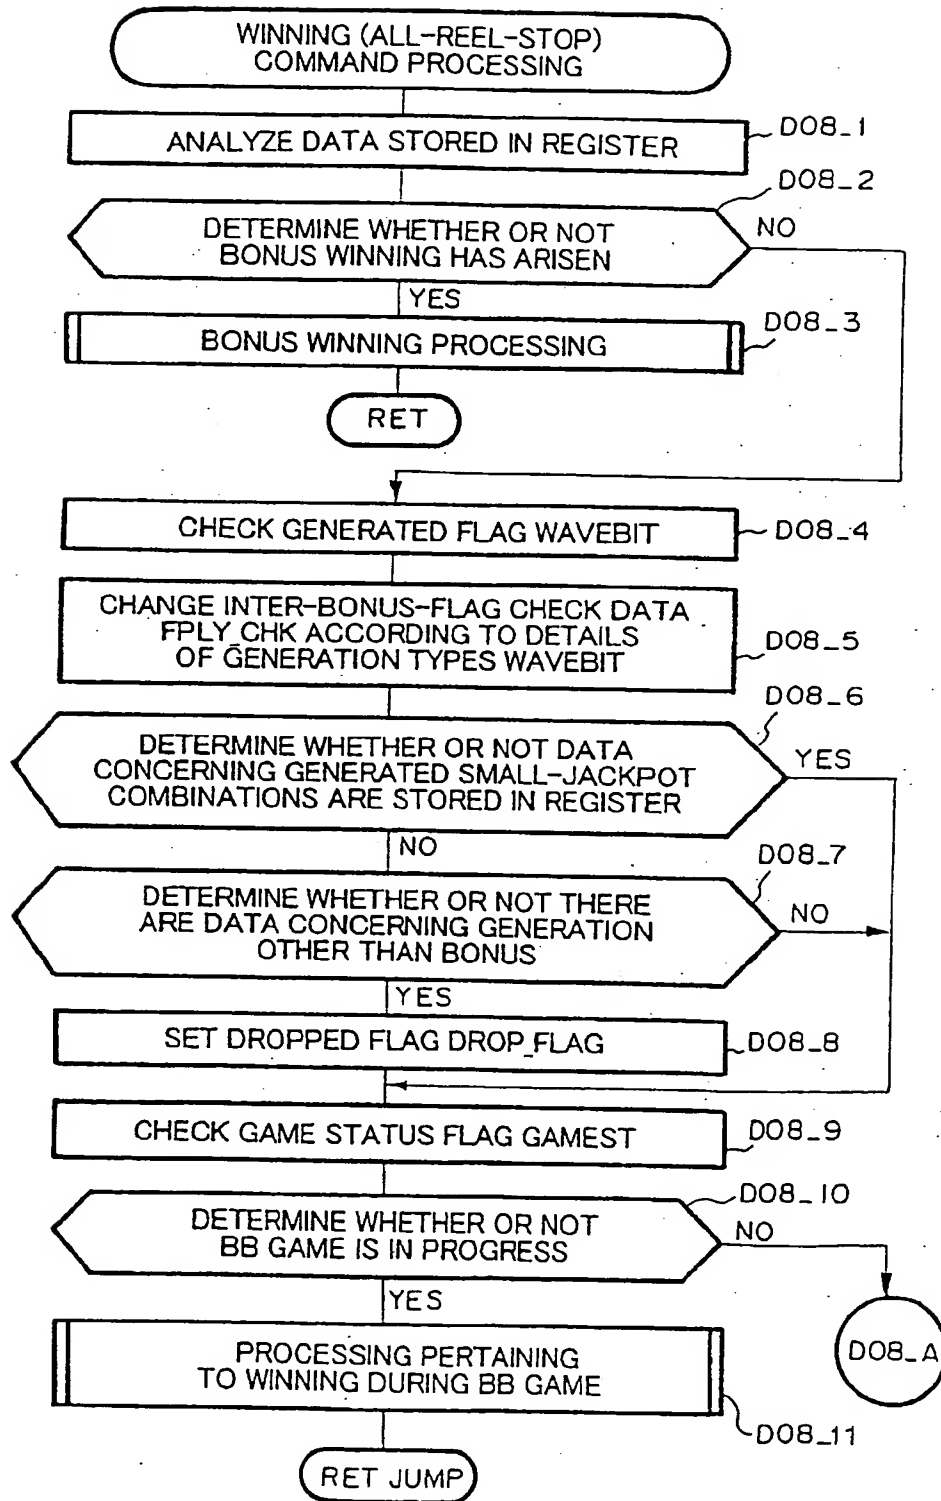 WINNING (ALL-REEL-STOP)
COMMAND PROCESSING
ANALYZE DATA STORED IN REGISTER
D08_1
DETERMINE WHETHER OR NOT
BONUS WINNING HAS ARISEN
D08_2
NO
YES
BONUS WINNING PROCESSING
D08_3
RET
CHECK GENERATED FLAG WAVEBIT
D08_4
CHANGE INTER-BONUS-FLAG CHECK DATA
FPLY_CHK ACCORDING TO DETAILS
OF GENERATION TYPES WAVEBIT
D08_5
DETERMINE WHETHER OR NOT DATA
CONCERNING GENERATED SMALL-JACKPOT
COMBINATIONS ARE STORED IN REGISTER
D08_6
YES
NO
DETERMINE WHETHER OR NOT THERE
ARE DATA CONCERNING GENERATION
OTHER THAN BONUS
D08_7
NO
YES
SET DROPPED FLAG DROP_FLAG
D08_8
CHECK GAME STATUS FLAG GAMEST
D08_9
DETERMINE WHETHER OR NOT
BB GAME IS IN PROGRESS
D08_10
NO
YES
PROCESSING PERTAINING
TO WINNING DURING BB GAME
D08_A
D08_11
RET JUMP